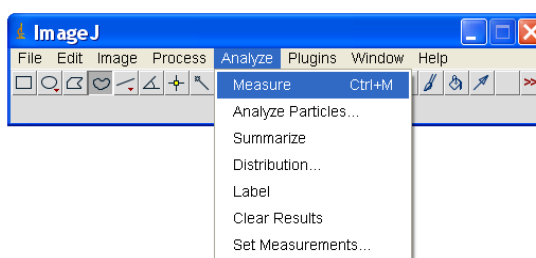 ImageJ
File Edit Image Process Analyze Plugins Window Help
>>
Measure Ctrl+M
Analyze Particles...
Summarize
Distribution...
Label
Clear Results
Set Measurements...